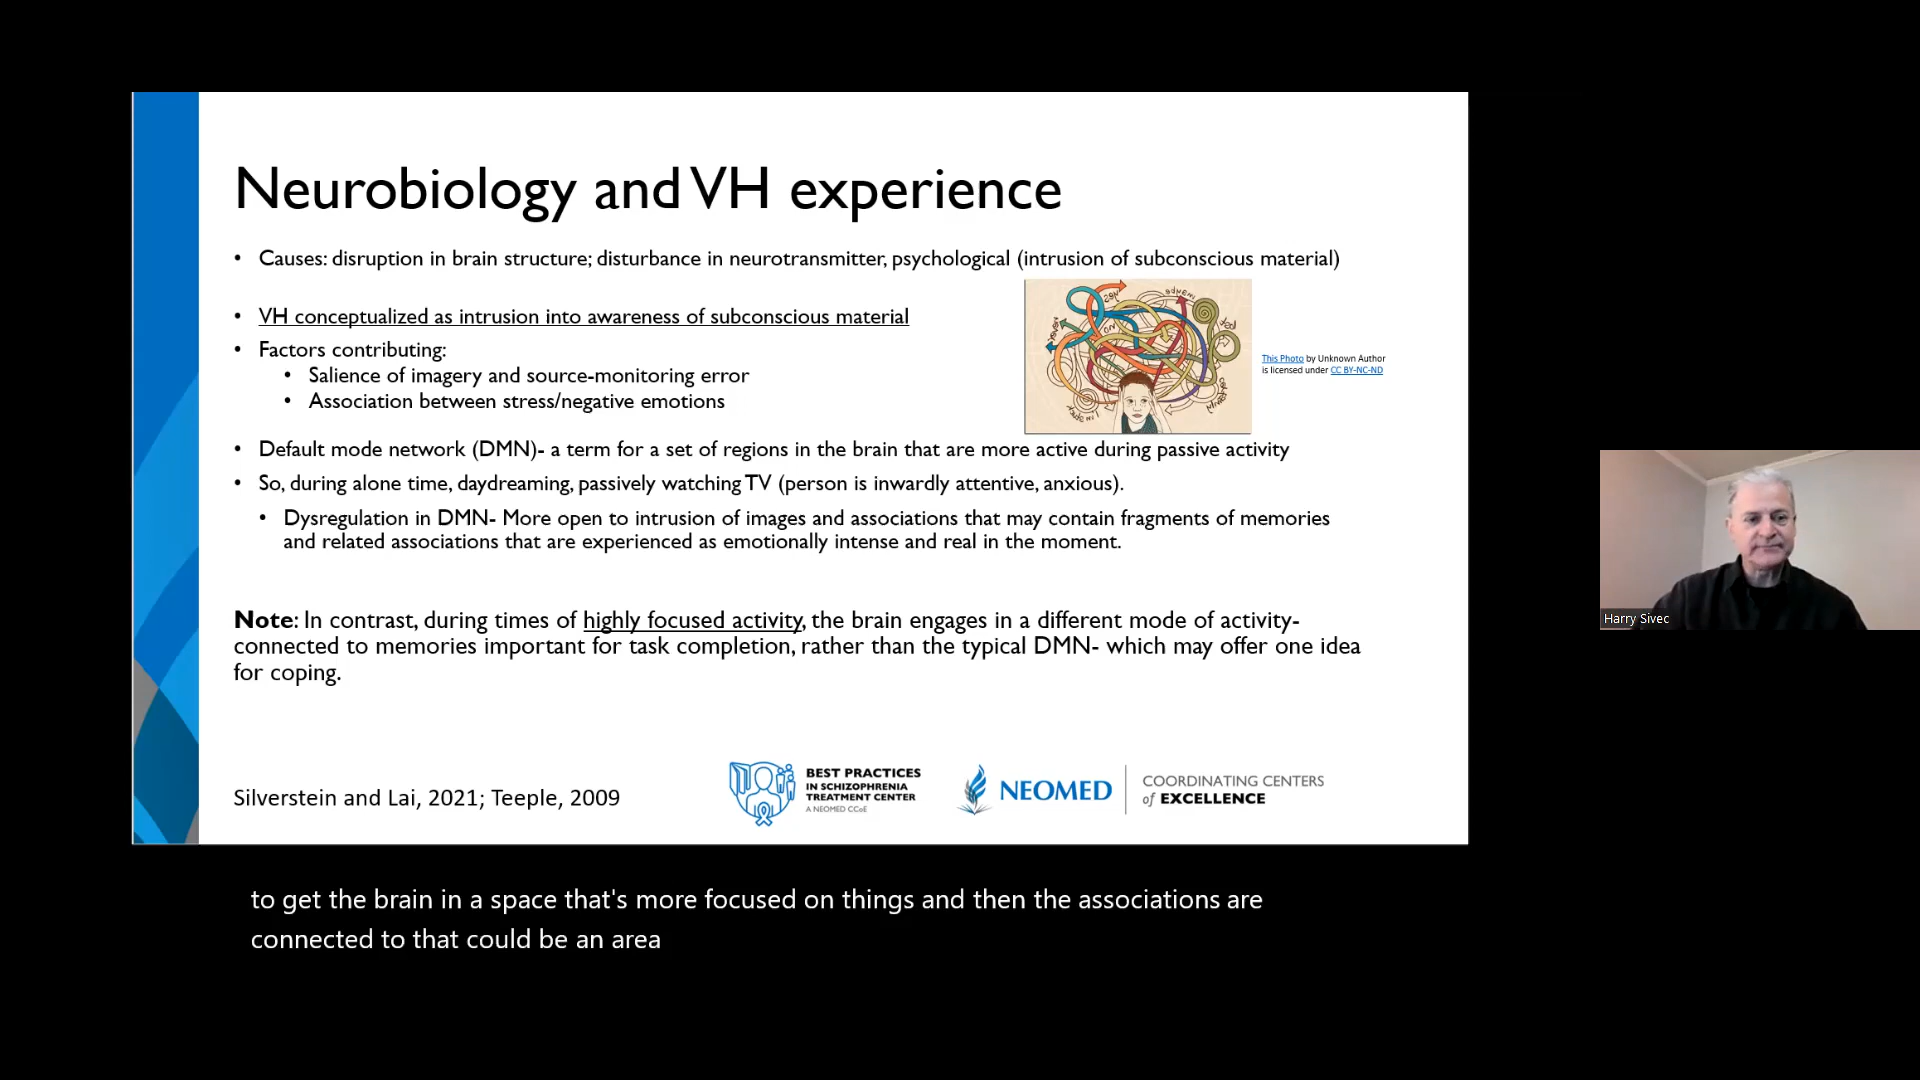 Neurobiology and VH experience
• Causes: disruption in brain structure; disturbance in neurotransmitter, psychological (intrusion of subconscious material)
• VH conceptualized as intrusion into awareness of subconscious material
• Factors contributing:
• Salience of imagery and source-monitoring error
• Association between stress/negative emotions
This Photo by Unknown Author
is licensed under CC BY-NC-ND
• Default mode network (DMN)- a term for a set of regions in the brain that are more active during passive activity
• So, during alone time, daydreaming, passively watching TV (person is inwardly attentive, anxious).
• Dysregulation in DMN- More open to intrusion of images and associations that may contain fragments of memories
and related associations that are experienced as emotionally intense and real in the moment.
Note: In contrast, during times of highly focused activity, the brain engages in a different mode of activity-
connected to memories important for task completion, rather than the typical DMN- which may offer one idea
for coping.
Silverstein and Lai, 2021; Teeple, 2009
BEST PRACTICES
IN SCHIZOPHRENIA
TREATMENT CENTER
A NEOMED CCoE
NEOMED
COORDINATING CENTERS
of EXCELLENCE
Harry Sivec
to get the brain in a space that's more focused on things and then the associations are
connected to that could be an area